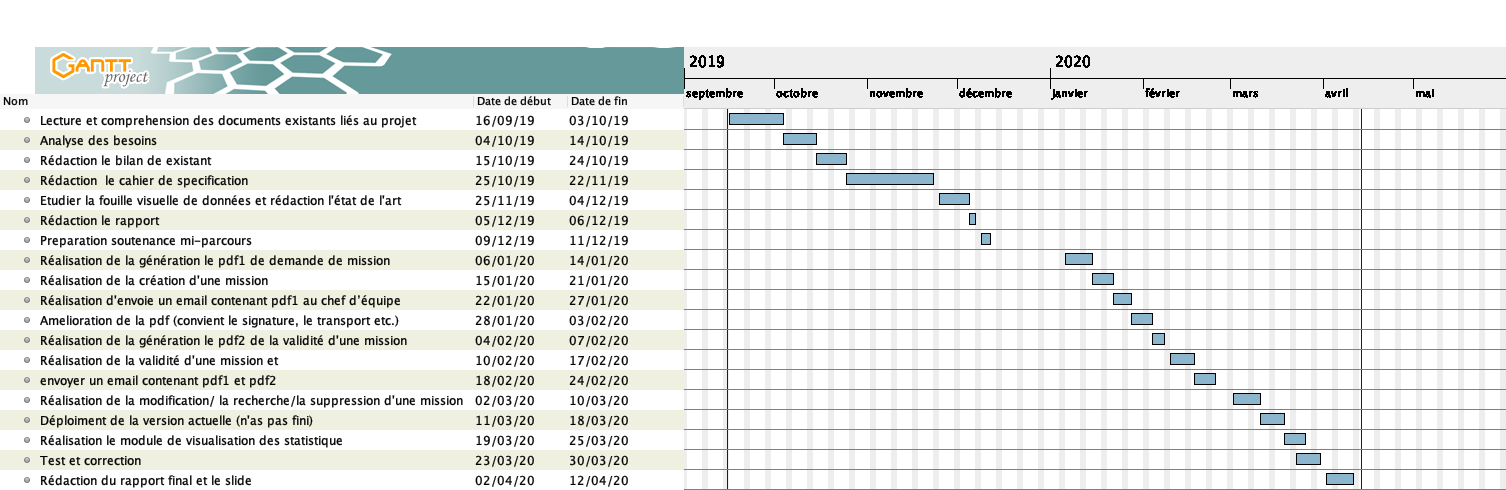 GANTT
project
2019
2020
septembre octobre novembre décembre janvier février mars avril mai
Nom Date de début Date de fin
Lecture et comprehension des documents existants liés au projet 16/09/19 03/10/19
Analyse des besoins 04/10/19 14/10/19
Rédaction le bilan de existant 15/10/19 24/10/19
Rédaction le cahier de specification 25/10/19 22/11/19
Etudier la fouille visuelle de données et rédaction l'état de l'art 25/11/19 04/12/19
Rédaction le rapport 05/12/19 06/12/19
Preparation soutenance mi-parcours 09/12/19 11/12/19
Réalisation de la génération le pdf1 de demande de mission 06/01/20 14/01/20
Réalisation de la création d'une mission 15/01/20 21/01/20
Réalisation d'envoie un email contenant pdf1 au chef d'équipe 22/01/20 27/01/20
Amelioration de la pdf (convient le signature, le transport etc.) 28/01/20 03/02/20
Réalisation de la génération le pdf2 de la validité d'une mission 04/02/20 07/02/20
Réalisation de la validité d'une mission et 10/02/20 17/02/20
envoyer un email contenant pdf1 et pdf2 18/02/20 24/02/20
Réalisation de la modification/ la recherche/la suppression d'une mission 02/03/20 10/03/20
Déploiment de la version actuelle (n'as pas fini) 11/03/20 18/03/20
Réalisation le module de visualisation des statistique 19/03/20 25/03/20
Test et correction 23/03/20 30/03/20
Rédaction du rapport final et le slide 02/04/20 12/04/20